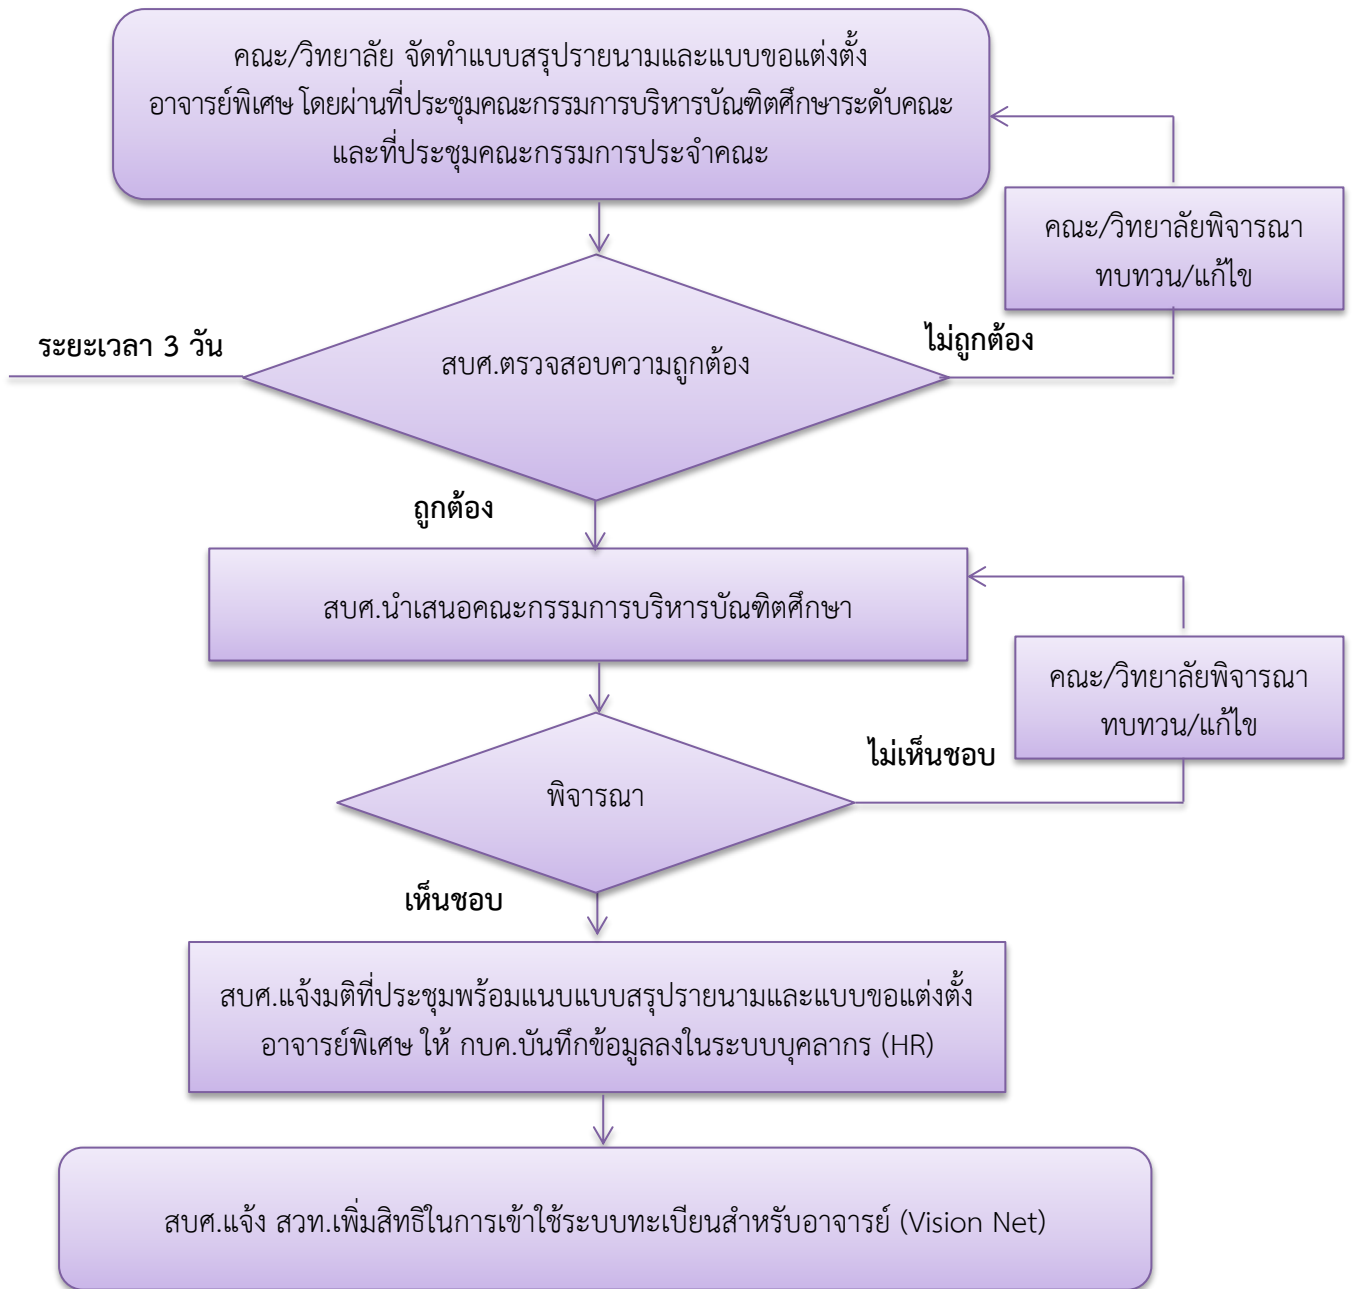 คณะ/วิทยาลัย จัดทำแบบสรุปรายนามและแบบขอแต่งตั้ง
อาจารย์พิเศษ โดยผ่านที่ประชุมคณะกรรมการบริหารบัณฑิตศึกษาระดับคณะ
และที่ประชุมคณะกรรมการประจำคณะ
คณะ/วิทยาลัยพิจารณา
ทบทวน/แก้ไข
ระยะเวลา 3 วัน
สบศ.ตรวจสอบความถูกต้อง
ไม่ถูกต้อง
ถูกต้อง
สบศ.นำเสนอคณะกรรมการบริหารบัณฑิตศึกษา
คณะ/วิทยาลัยพิจารณา
ทบทวน/แก้ไข
พิจารณา
ไม่เห็นชอบ
เห็นชอบ
สบศ.แจ้งมติที่ประชุมพร้อมแนบแบบสรุปรายนามและแบบขอแต่งตั้ง
อาจารย์พิเศษ ให้ กบค.บันทึกข้อมูลลงในระบบบุคลากร (HR)
สบศ.แจ้ง สวท.เพิ่มสิทธิในการเข้าใช้ระบบทะเบียนสำหรับอาจารย์ (Vision Net)